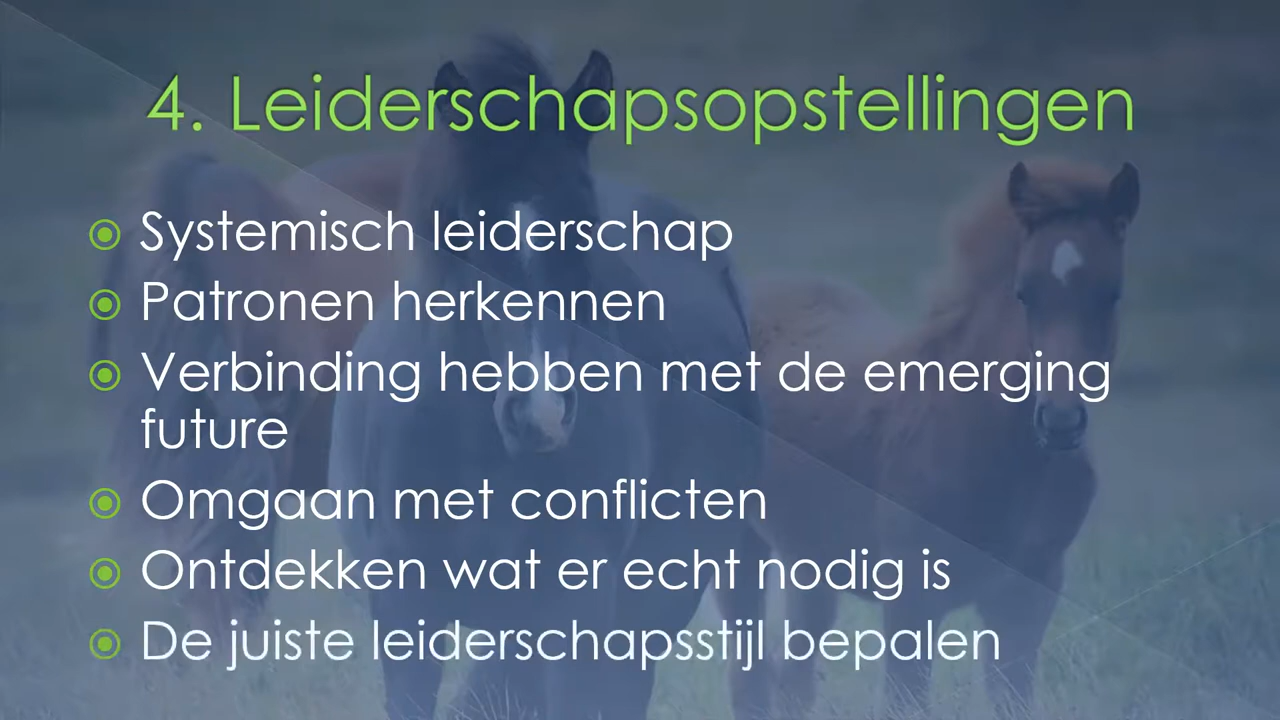 4. Leiderschapsopstellingen
Systemisch leiderschap
Patronen herkennen
Verbinding hebben met de emerging
future
Omgaan met conflicten
Ontdekken wat er echt nodig is
De juiste leiderschapsstijl bepalen